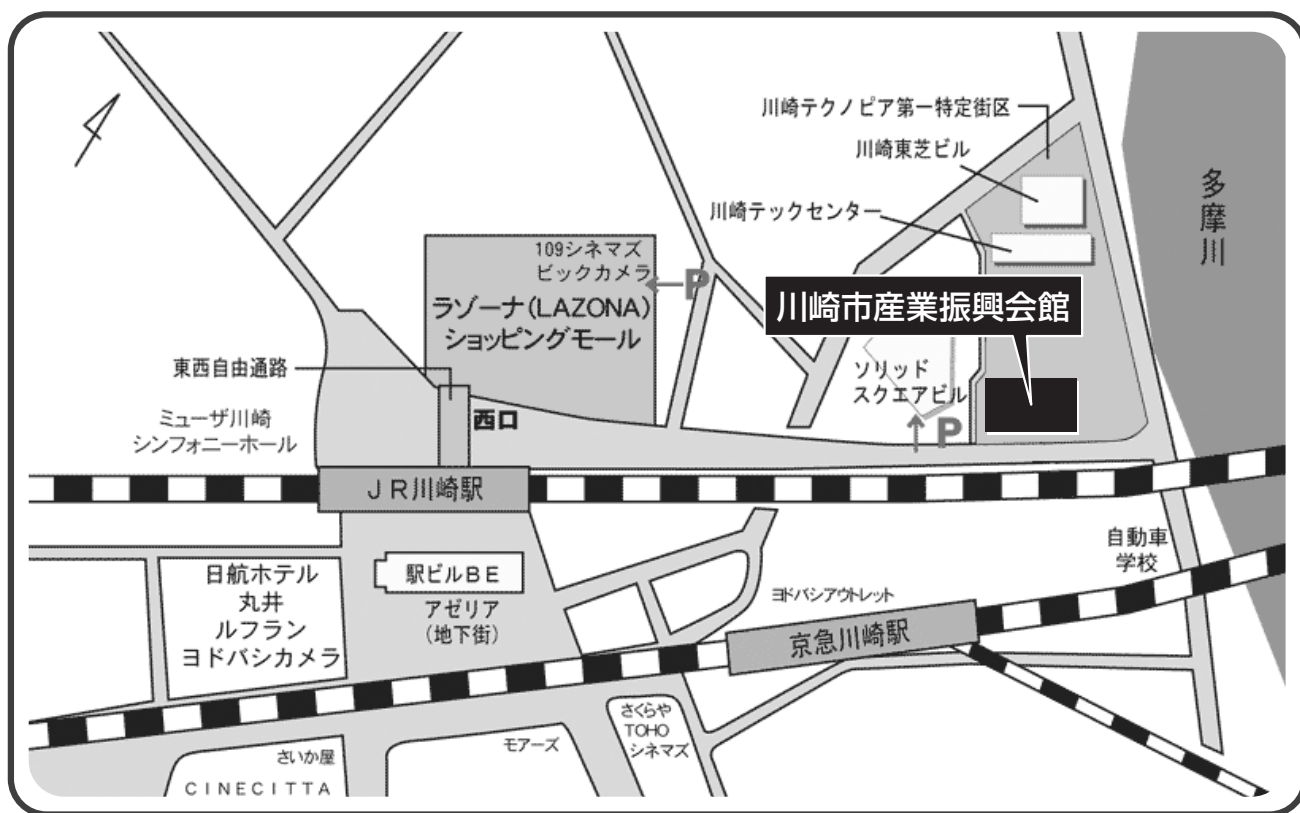 川崎テクノピア第一特定街区
川崎東芝ビル
川崎テックセンター
多摩川
109シネマズ
ビックカメラ
ラゾーナ(LAZONA)
ショッピングモール
P
川崎市産業振興会館
東西自由通路
ソリッド
スクエアビル
P
ミューザ川崎
シンフォニーホール
西口
JR川崎駅
自動車
学校
日航ホテル
丸井
ルフラン
ヨドバシカメラ
駅ビルBE
アゼリア
(地下街)
ヨドバシアウトレット
京急川崎駅
さくらや
TOHO
シネマズ
モアーズ
さいか屋
CINECITTA